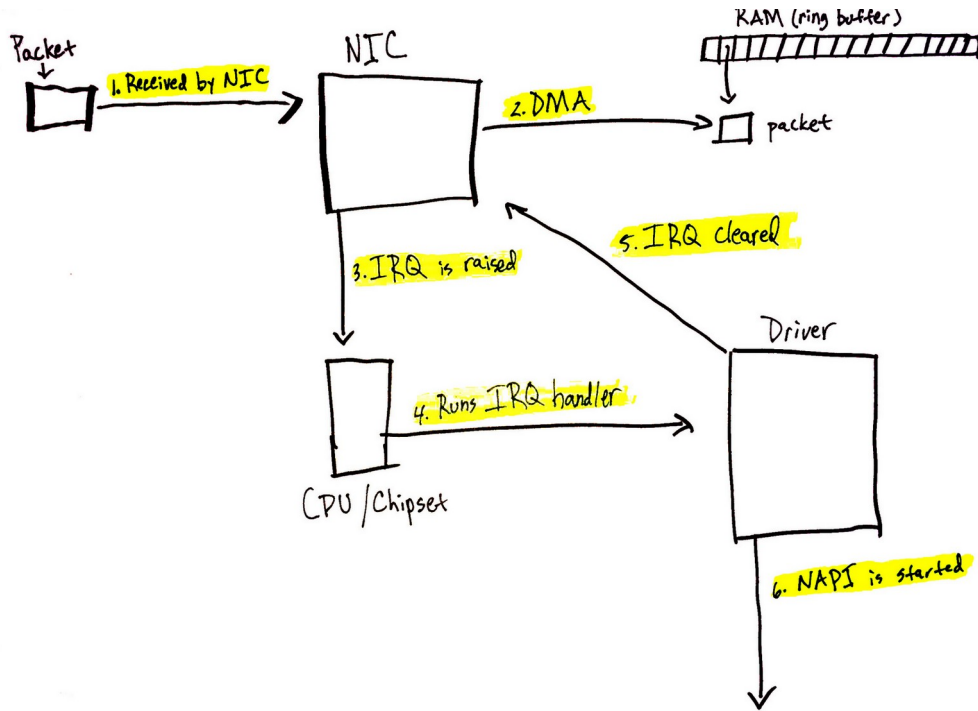 RAM (ring buffer)
Packet
NIC
1. Received by NIC
2. DMA
packet
3. IRQ is raised
5. IRQ cleared
Driver
4. Runs IRQ handler
CPU/Chipset
6. NAPI is started